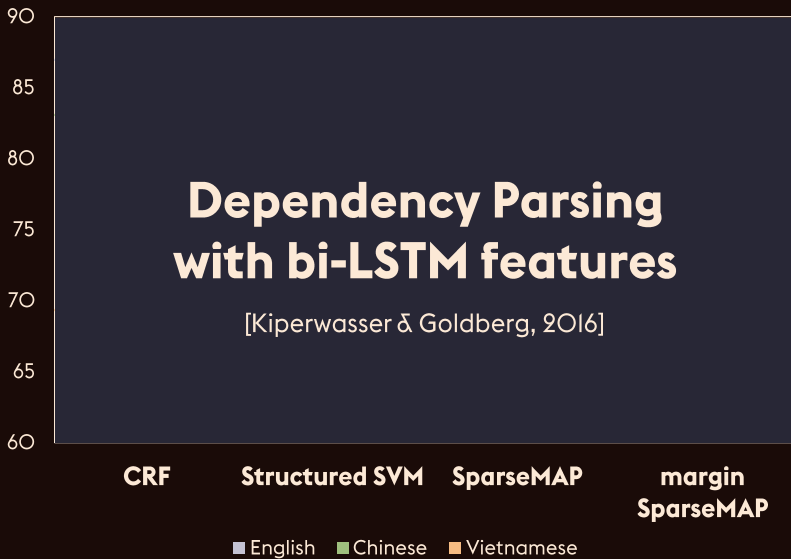 90
85
80
75
70
65
60
Dependency Parsing
with bi-LSTM features
[Kiperwasser & Goldberg, 2016]
CRF
Structured SVM
SparseMAP
margin
SparseMAP
English
Chinese
Vietnamese